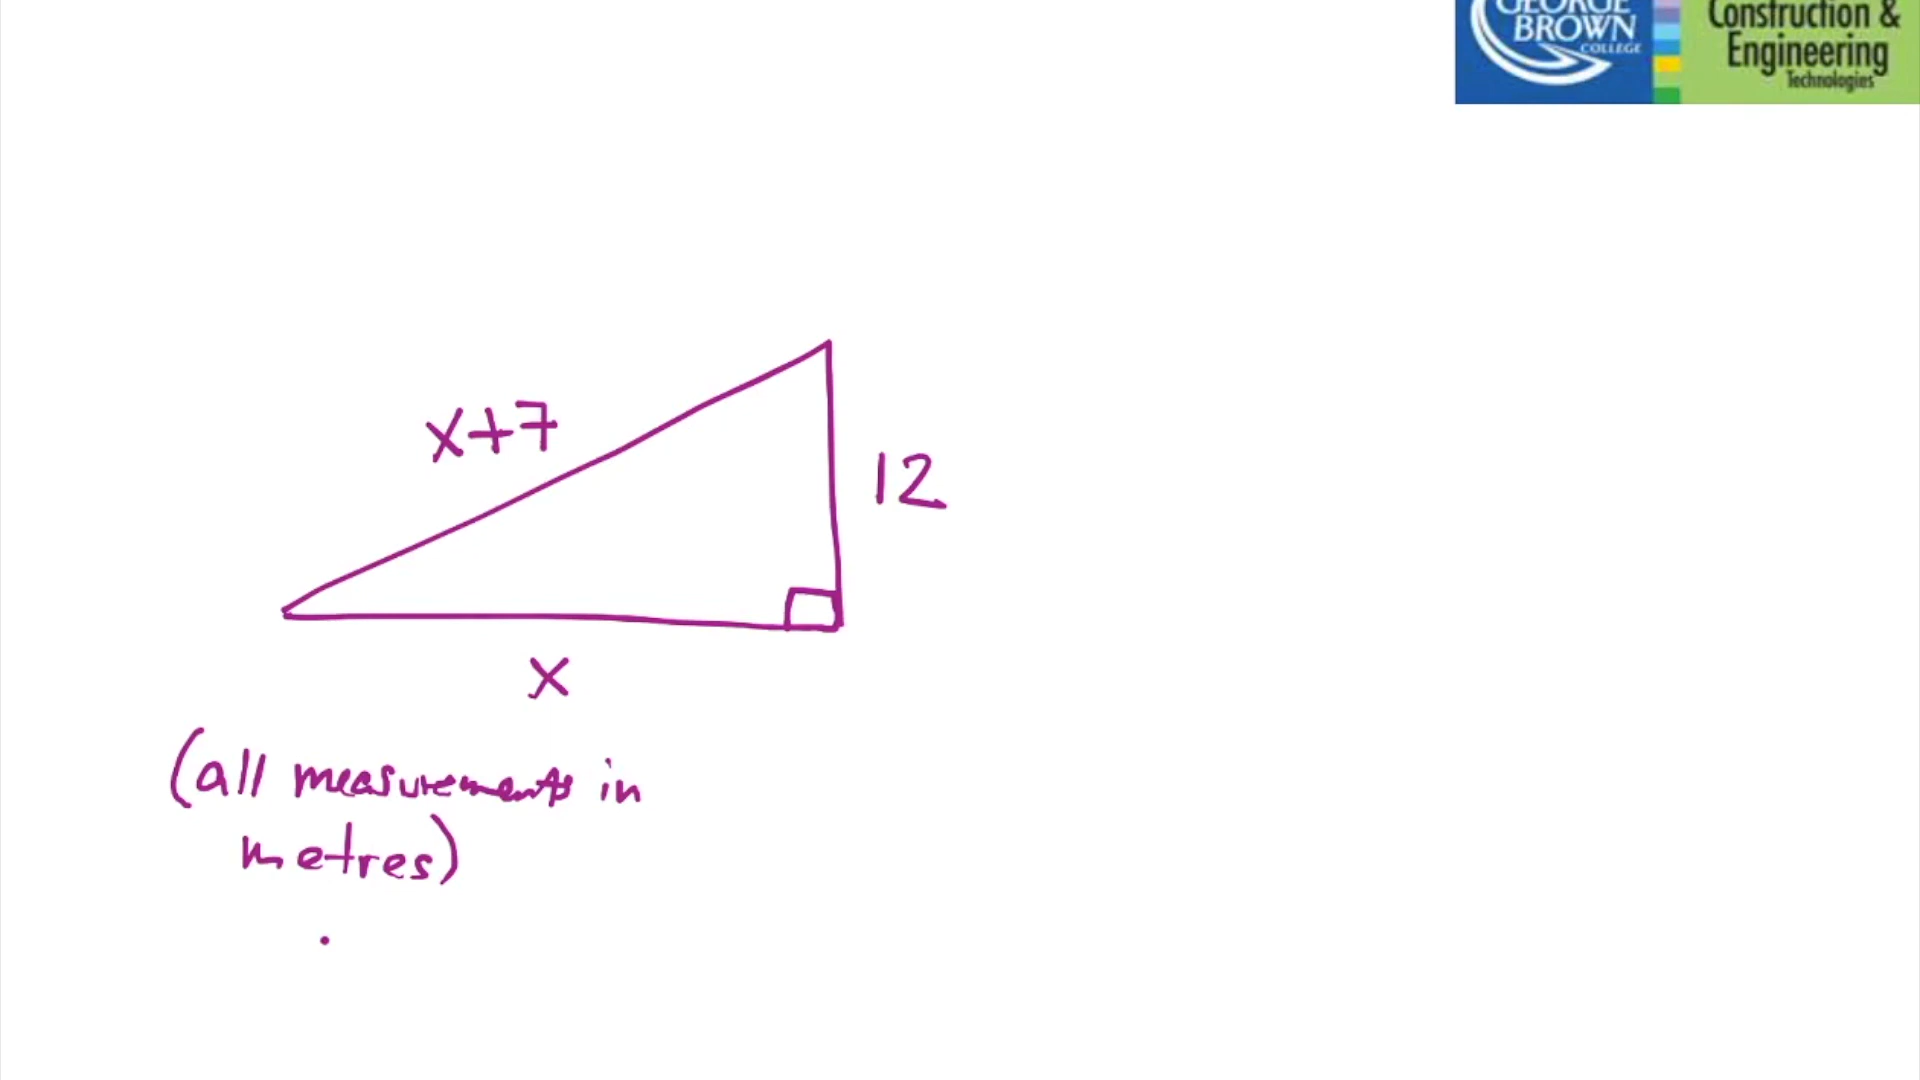 GEORGE
BROWN
COLLEGE
Construction &
Engineering
Technologies
x+7
12
x
(all measurements in
metres)